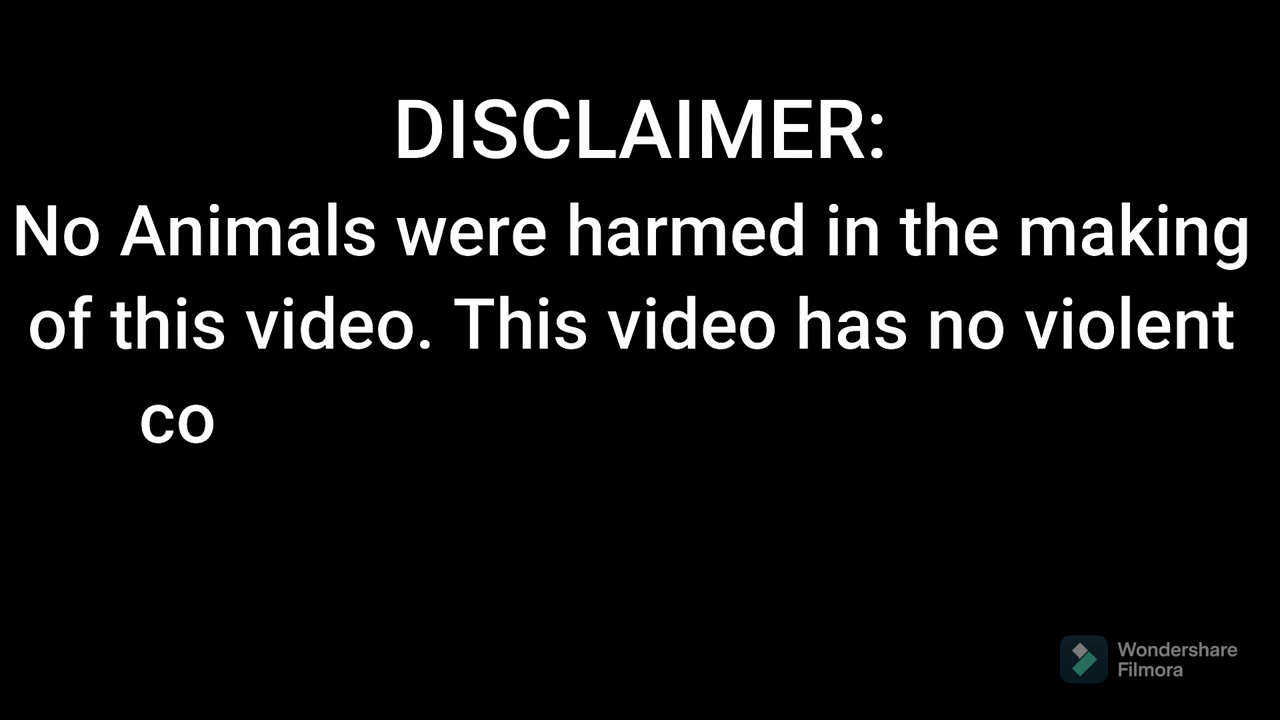 DISCLAIMER:
No Animals were harmed in the making
of this video. This video has no violent
co
Wondershare
Filmora